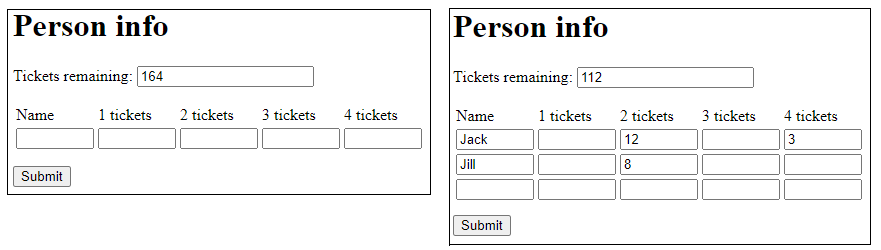 Person info
Tickets remaining: 164
Name 1 tickets 2 tickets 3 tickets 4 tickets
Submit
Person info
Tickets remaining: 112
Name 1 tickets 2 tickets 3 tickets 4 tickets
Jack 12 3
Jill 8
Submit